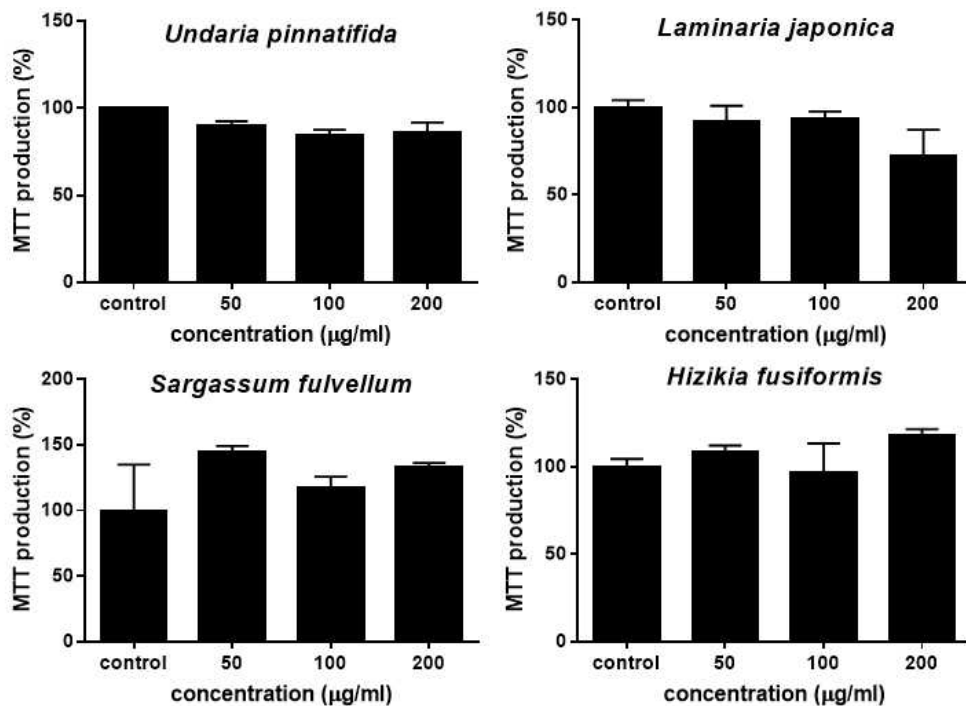 Undaria pinnatifida
MTT production (%)
150
100
50
0
control 50 100 200
concentration (μg/ml)
Laminaria japonica
MTT production (%)
150
100
50
0
control 50 100 200
concentration (μg/ml)
Sargassum fulvellum
MTT production (%)
200
150
100
50
0
control 50 100 200
concentration (μg/ml)
Hizikia fusiformis
MTT production (%)
150
100
50
0
control 50 100 200
concentration (μg/ml)